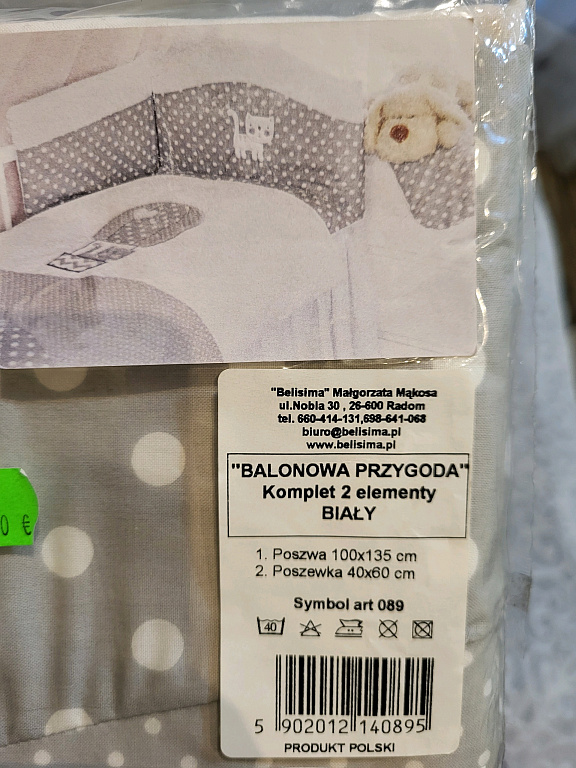 "Belisima" Małgorzata Mąkosa
ul.Nobla 30 , 26-600 Radom
tel. 660-414-131,698-641-068
biuro@belisima.pl
www.belisima.pl
"BALONOWA PRZYGODA"
Komplet 2 elementy
BIAŁY
0 €
1. Poszwa 100x135 cm
2. Poszewka 40x60 cm
Symbol art 089
40
5 902012 140895
PRODUKT POLSKI